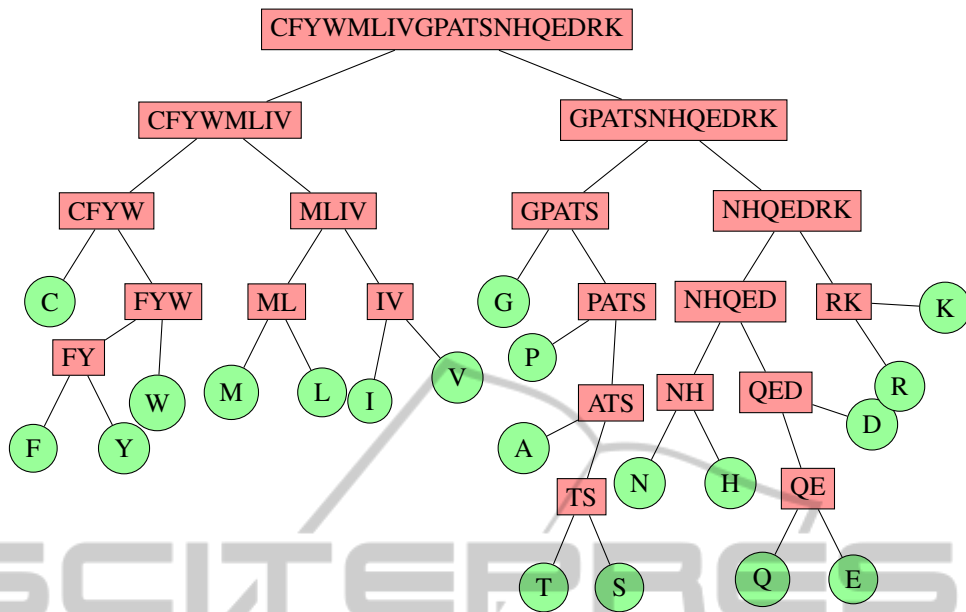 CFYWMLIVGPATSNHQEDRK
CFYWMLIV
GPATSNHQEDRK
CFYW
MLIV
GPATS
NHQEDRK
C
FYW
ML
IV
G
PATS
NHQED
RK
K
FY
W
M
L
I
V
P
ATS
NH
QED
R
D
F
Y
A
N
H
TS
QE
T
S
Q
E
SCITEPRES